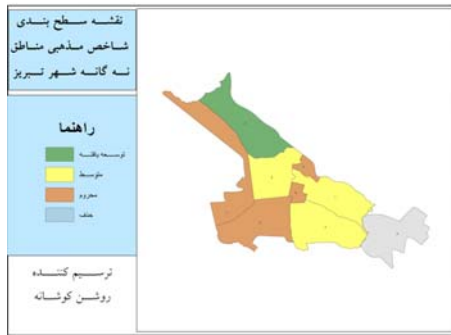 نقشه سطح بندی
شاخص مذهبی مناطق
نه گانه شهر تبریز
راهنما
توسعه یافته
متوسط
محروم
حذف
ترسیم کننده
روشن کوشانه